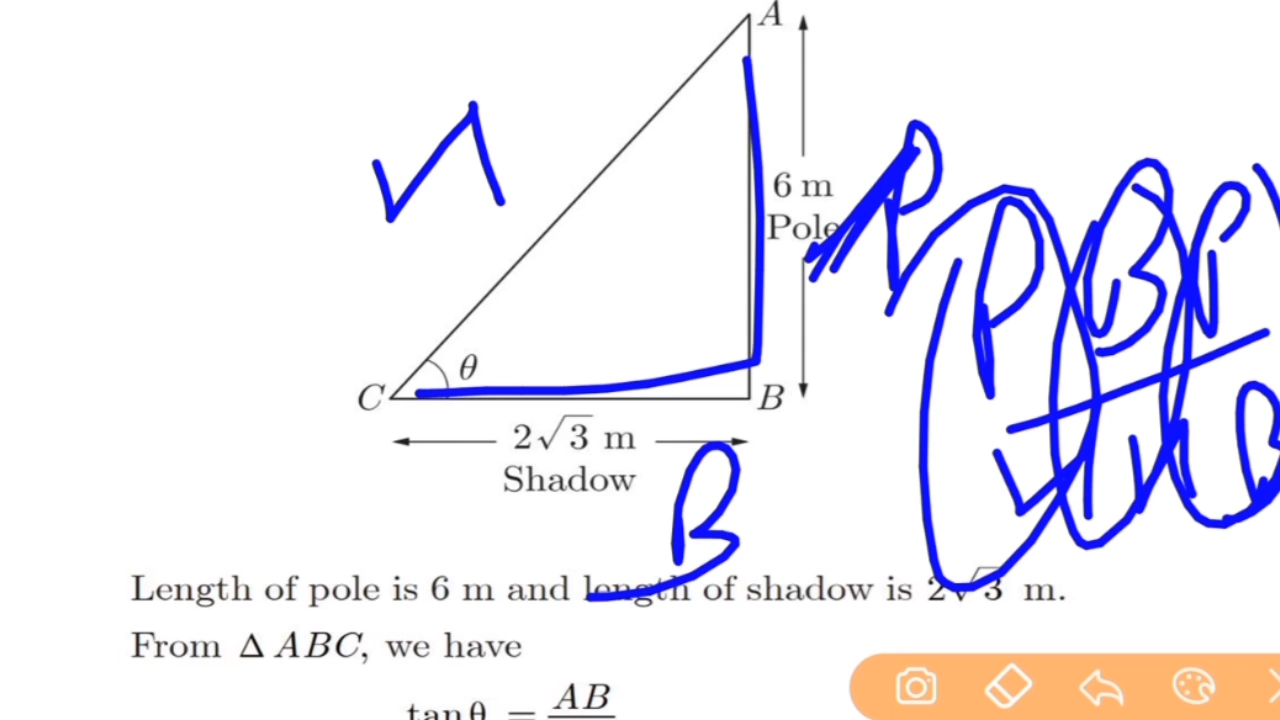 A
6 m
Pole
P
P B P
H H B
θ
C
B
2√3 m
Shadow
B
Length of pole is 6 m and length of shadow is 2√3 m.
From Δ ABC, we have
tan θ = AB